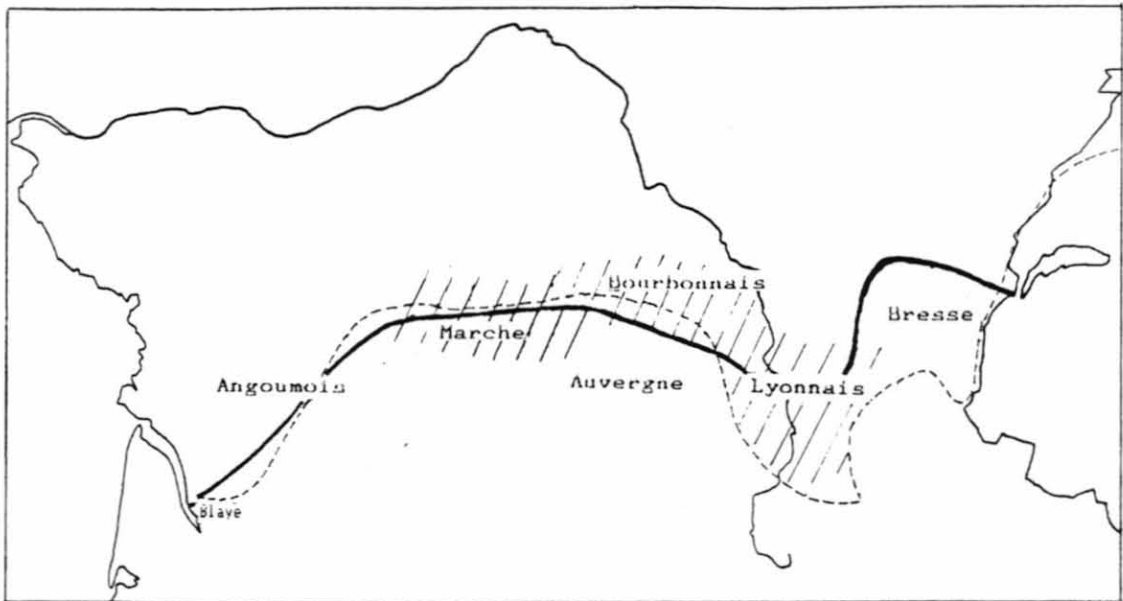 Bourbonnais
Bresse
Marche
Angoumois
Auvergne
Lyonnais
Blaye